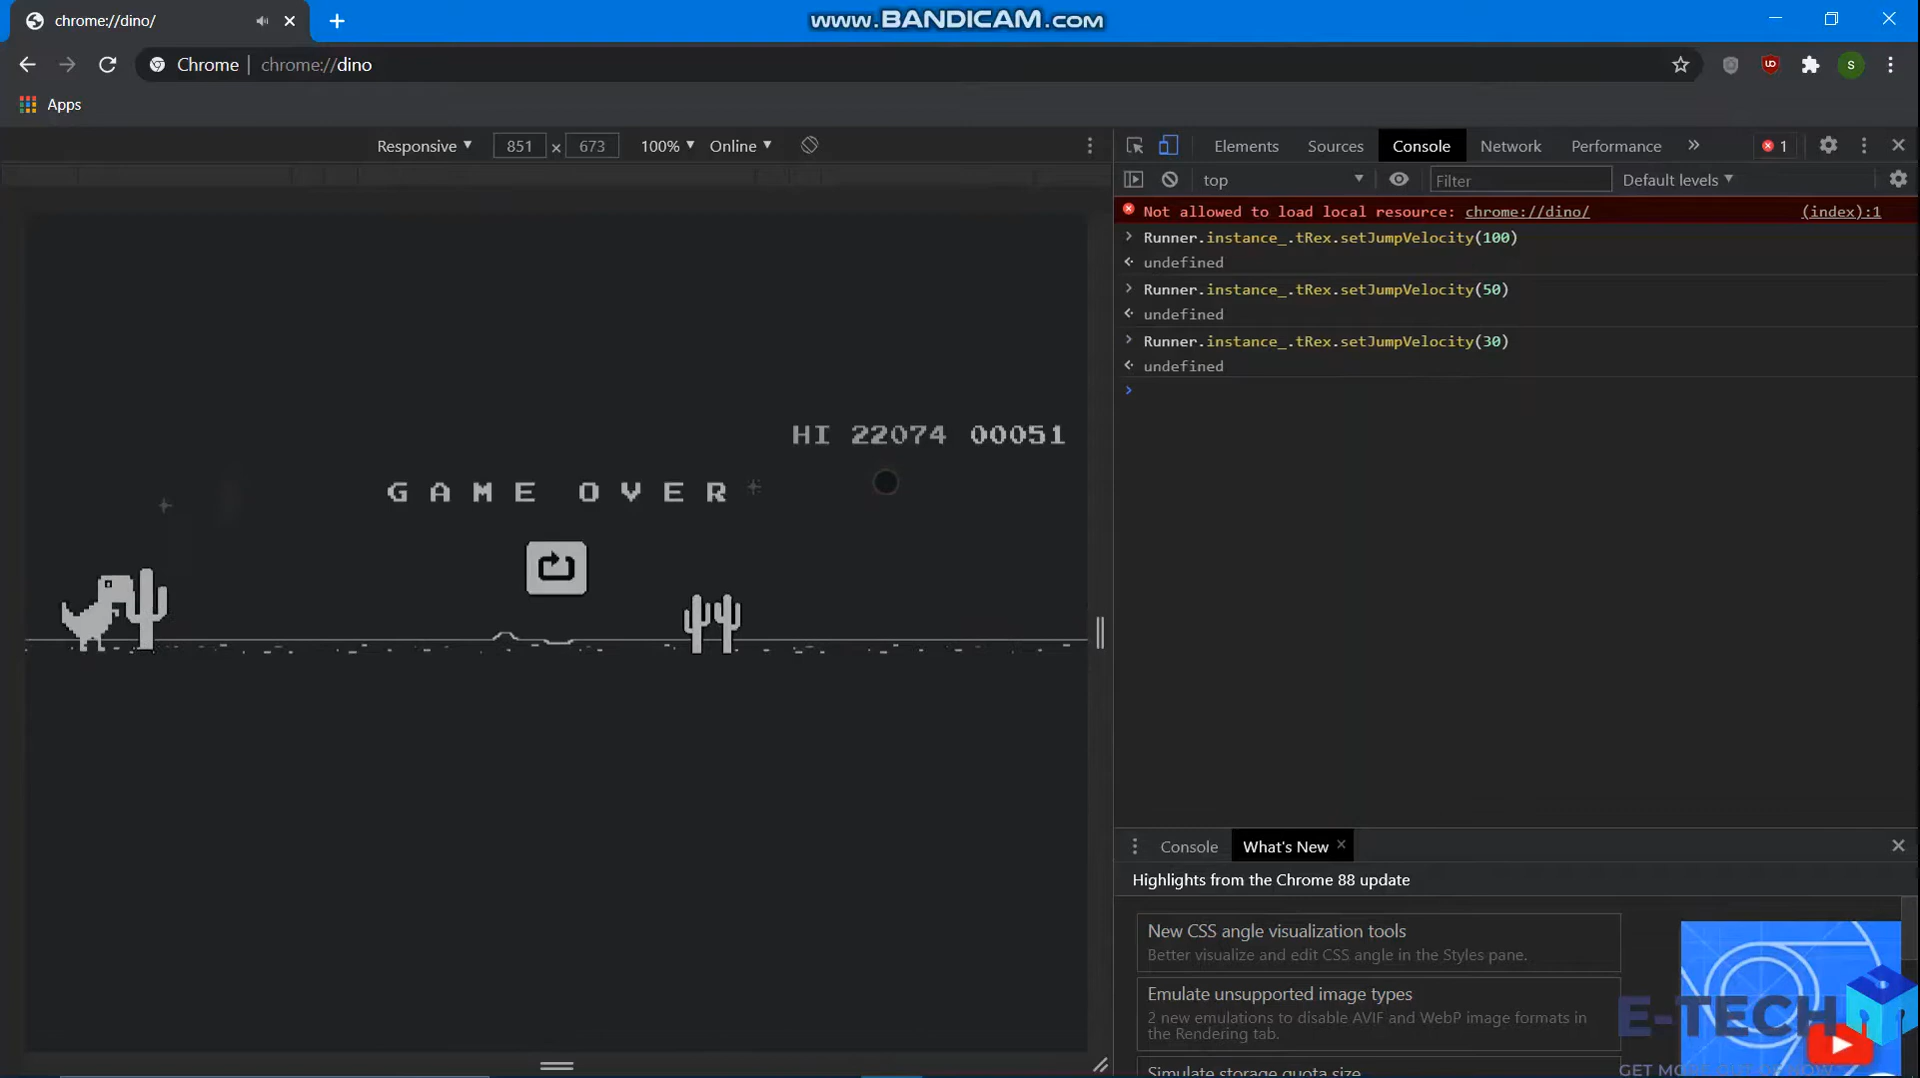 chrome://dino/
www.BANDICAM.com
Chrome | chrome://dino
S
Apps
Responsive 851 × 673 100% Online
Elements Sources Console Network Performance » 1
top Filter Default levels
Not allowed to load local resource: chrome://dino/ (index):1
Runner.instance_.tRex.setJumpVelocity(100)
undefined
Runner.instance_.tRex.setJumpVelocity(50)
undefined
Runner.instance_.tRex.setJumpVelocity(30)
undefined
HI 22074 00051
GAME OVER
Console What's New
Highlights from the Chrome 88 update
New CSS angle visualization tools
Better visualize and edit CSS angle in the Styles pane.
Emulate unsupported image types
2 new emulations to disable AVIF and WebP image formats in
the Rendering tab.
Simulate storage quota size
E-TECH